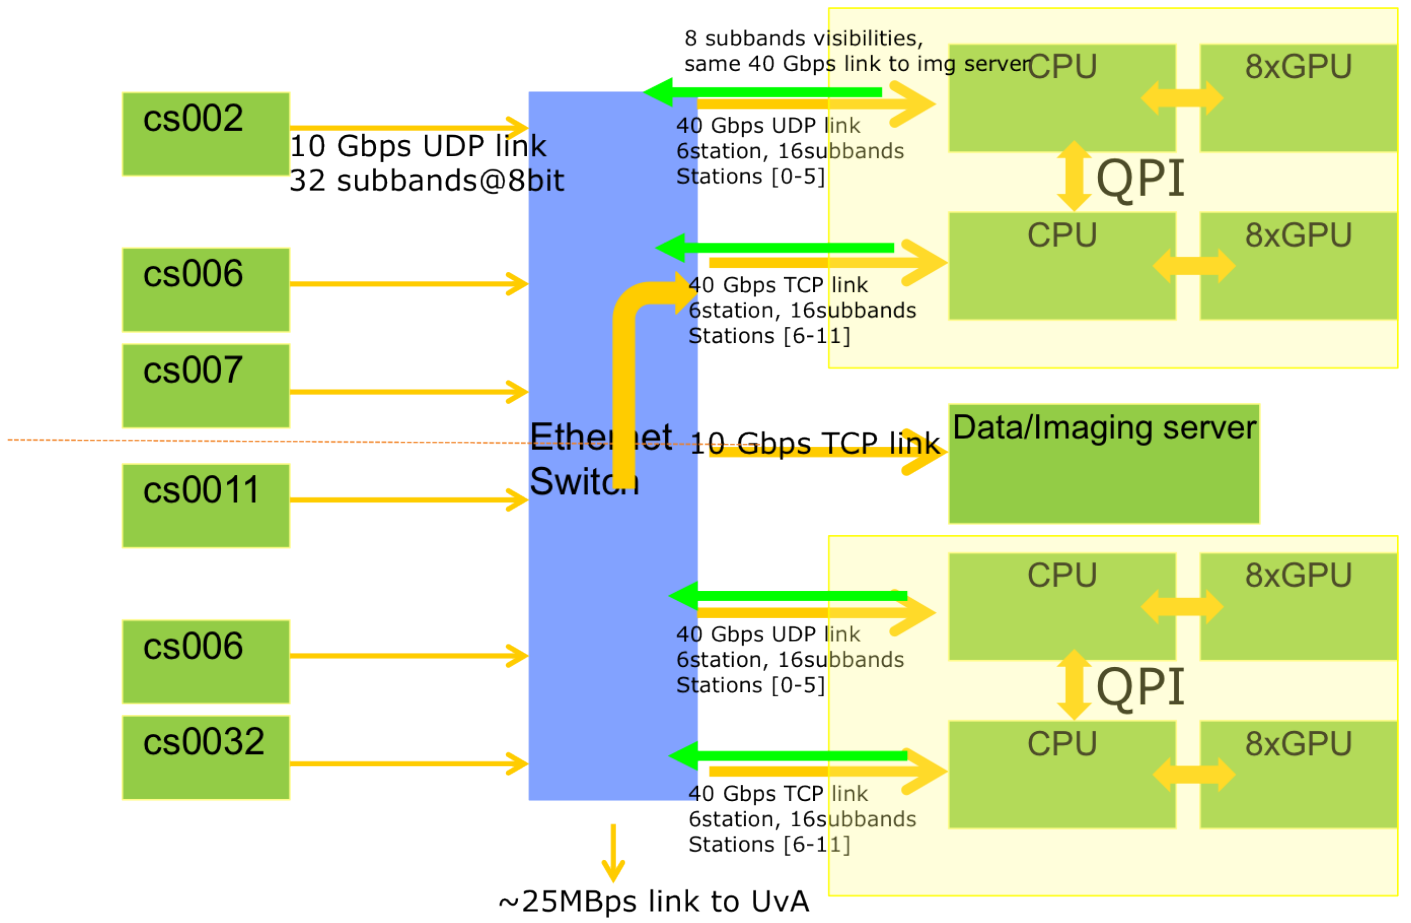 8 subbands visibilities,
same 40 Gbps link to img server
CPU
8xGPU
cs002
10 Gbps UDP link
32 subbands@8bit
40 Gbps UDP link
6station, 16subbands
Stations [0-5]
QPI
CPU
8xGPU
cs006
40 Gbps TCP link
6station, 16subbands
Stations [6-11]
cs007
Ethernet
Switch
10 Gbps TCP link
Data/Imaging server
cs0011
CPU
8xGPU
cs006
40 Gbps UDP link
6station, 16subbands
Stations [0-5]
QPI
cs0032
CPU
8xGPU
40 Gbps TCP link
6station, 16subbands
Stations [6-11]
~25MBps link to UvA